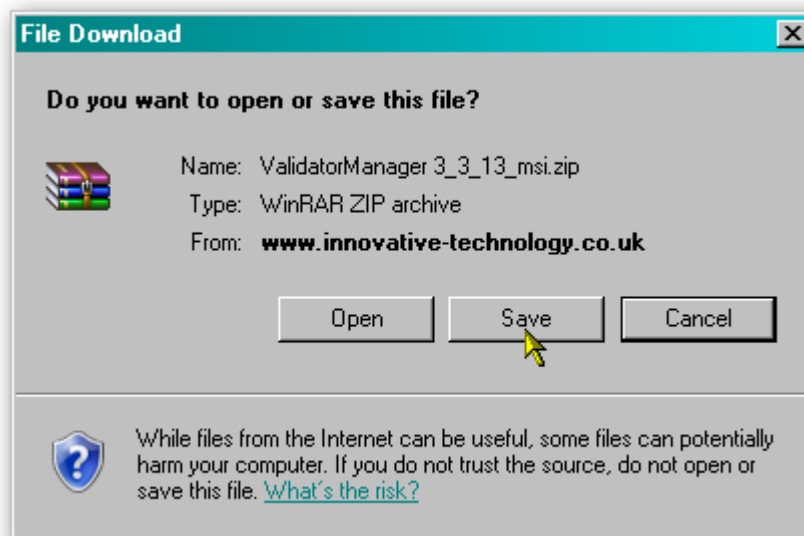 File Download
Do you want to open or save this file?
Name: ValidatorManager 3_3_13_msi.zip
Type: WinRAR ZIP archive
From: www.innovative-technology.co.uk
Open Save Cancel
While files from the Internet can be useful, some files can potentially
harm your computer. If you do not trust the source, do not open or
save this file. What's the risk?